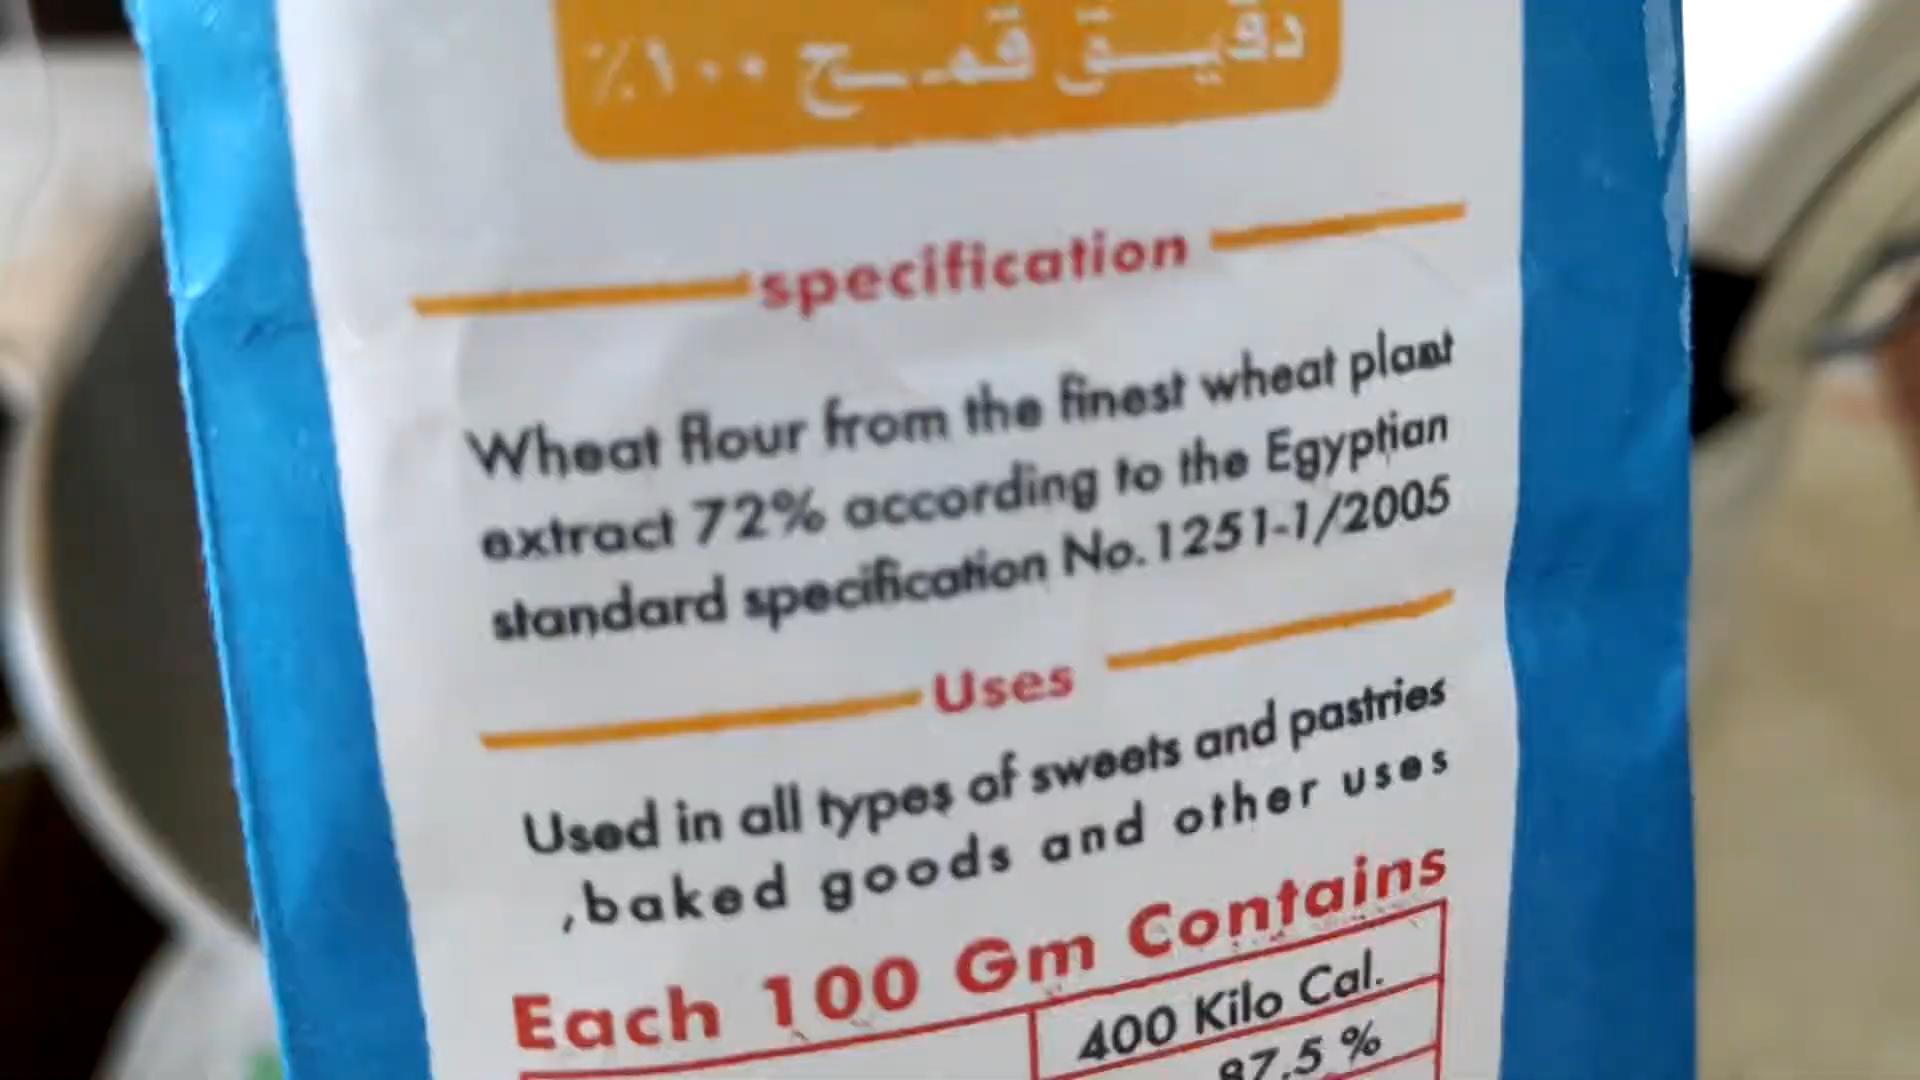 دقيق قمح ١٠٠٪
specification
Wheat flour from the finest wheat plant
extract 72% according to the Egyptian
standard specification No.1251-1/2005
Uses
Used in all types of sweets and pastries
,baked goods and other uses
Each 100 Gm Contains
400 Kilo Cal.
87.5 %